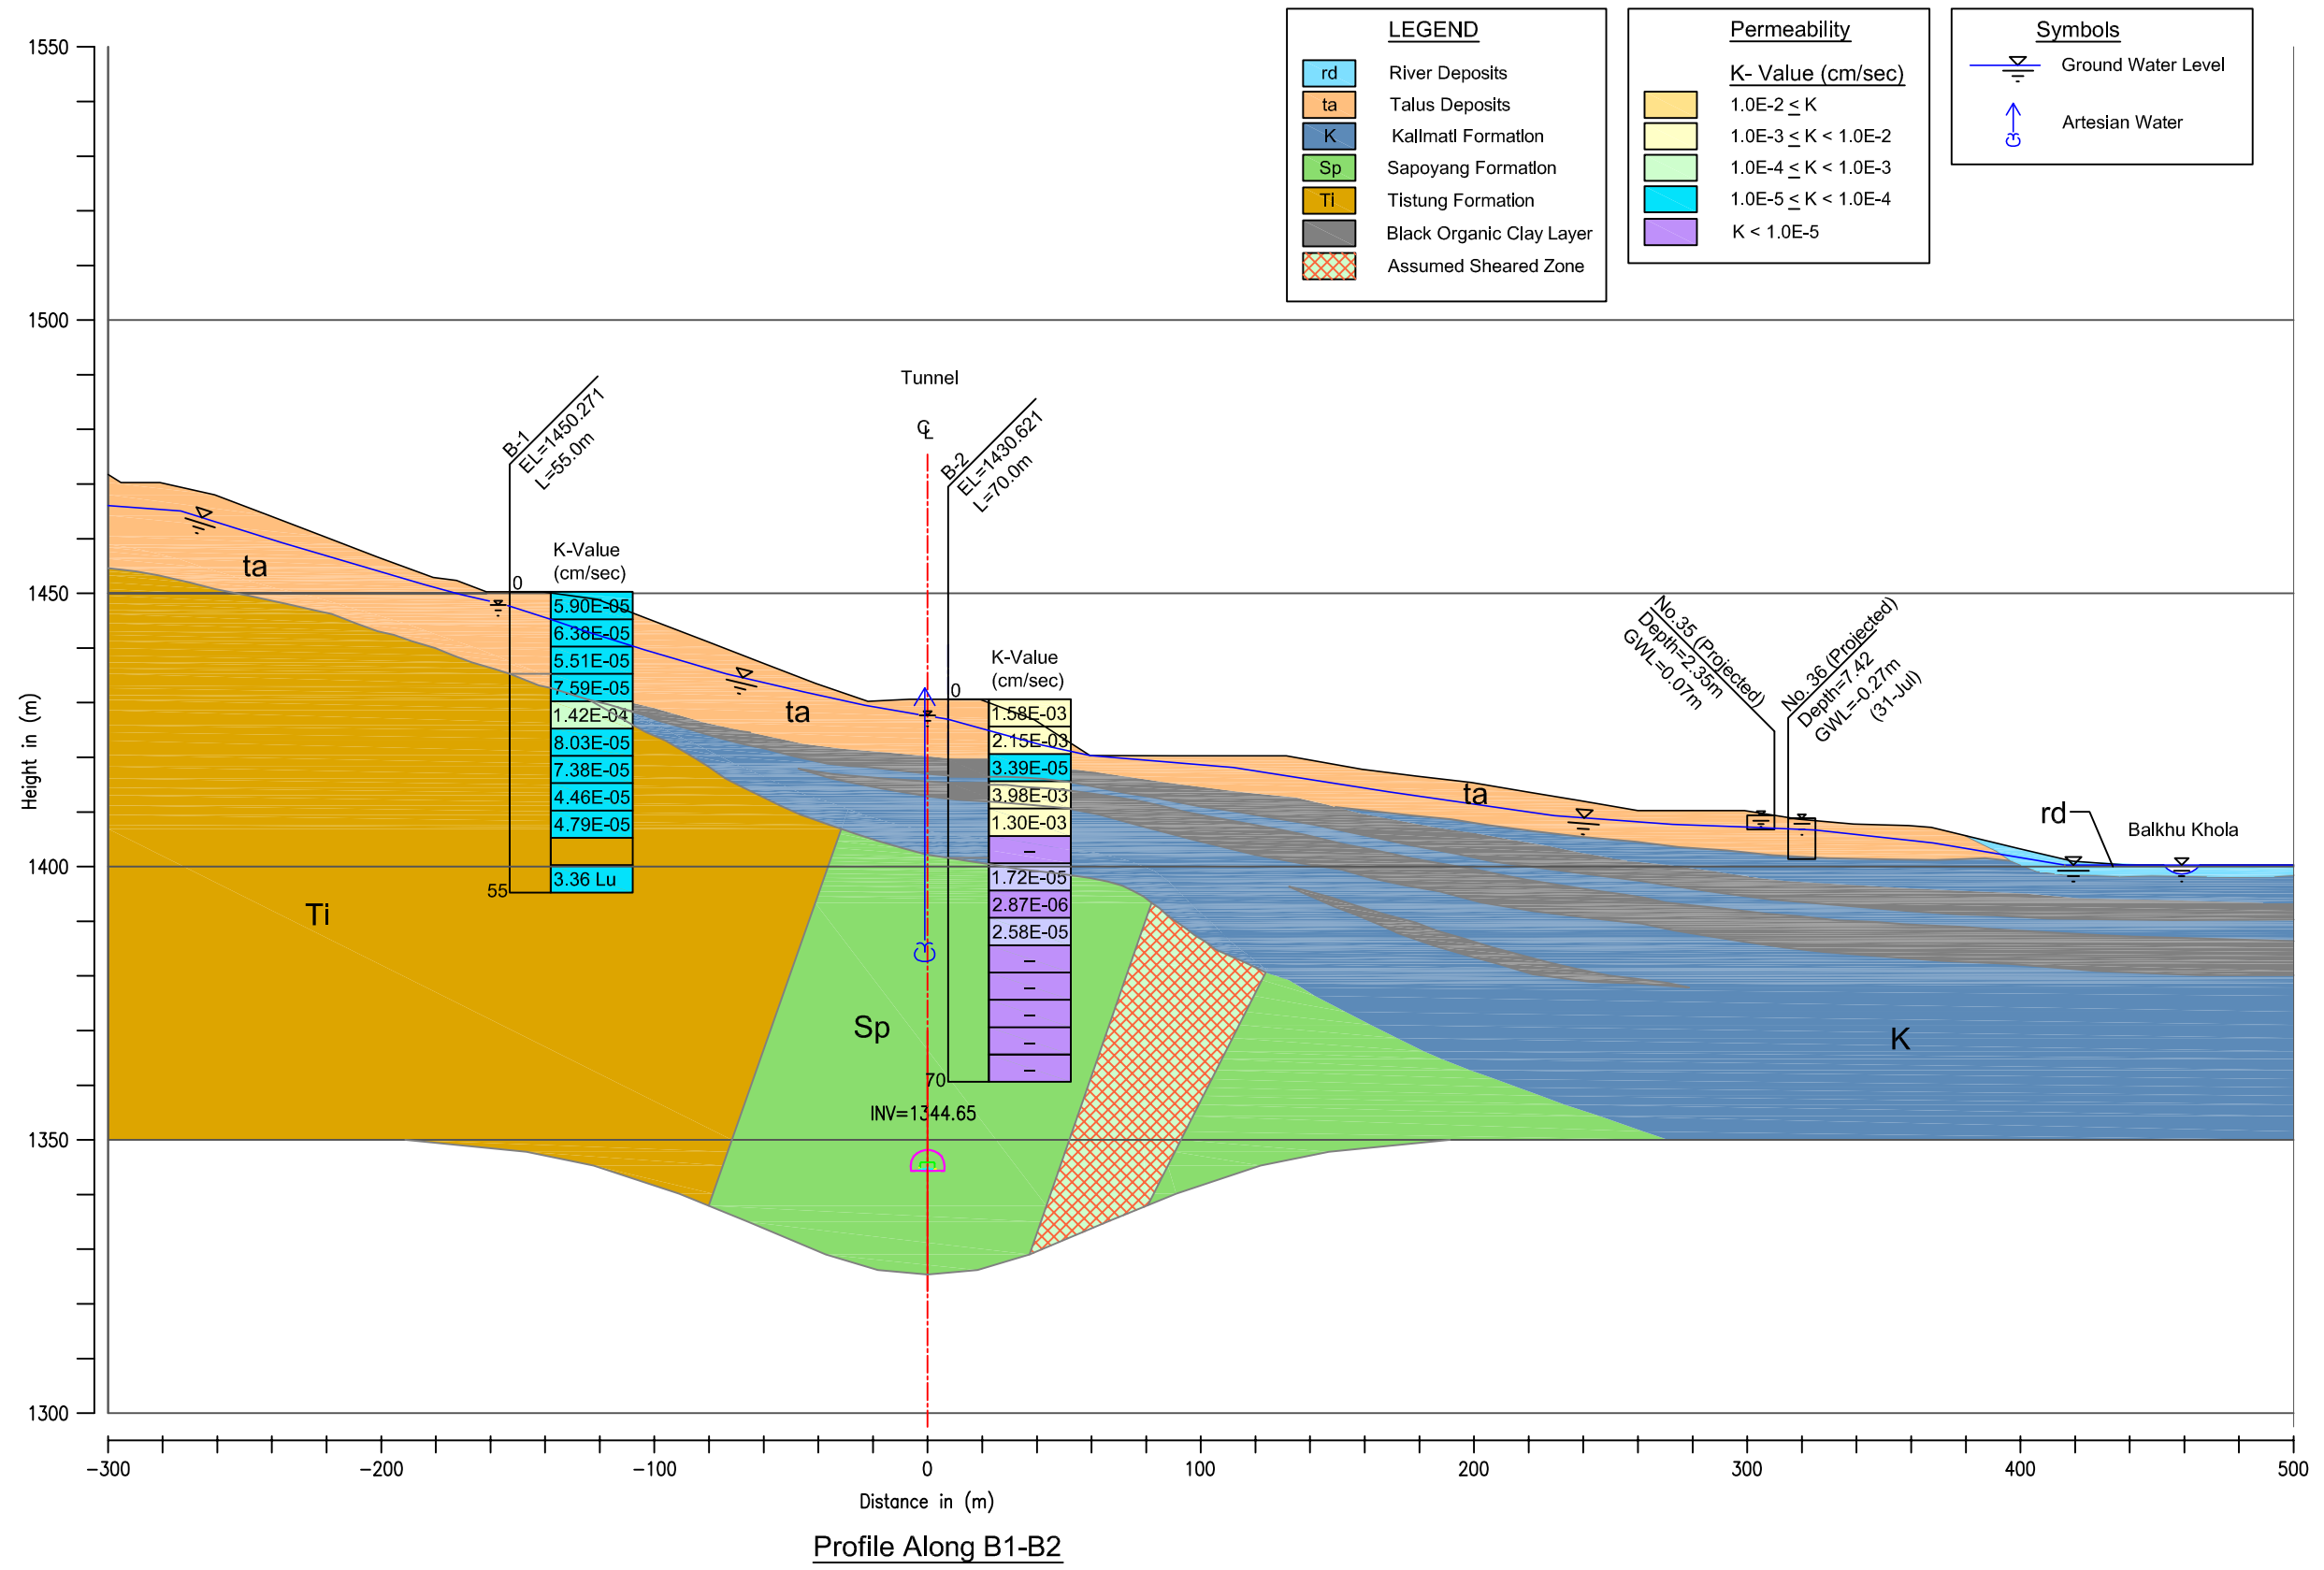 LEGEND
rd River Deposits
ta Talus Deposits
K KalImatI FormatIon
Sp Sapoyang Formation
Ti Tistung Formation
Black Organic Clay Layer
Assumed Sheared Zone
Permeability
K- Value (cm/sec)
1.0E-2 ≤ K
1.0E-3 ≤ K < 1.0E-2
1.0E-4 ≤ K < 1.0E-3
1.0E-5 ≤ K < 1.0E-4
K < 1.0E-5
Symbols
Ground Water Level
Artesian Water
1550
1500
1450
1400
1350
1300
Height in (m)
B-1
EL=1450.271
L=55.0m
Tunnel
CL
B-2
EL=1430.621
L=70.0m
K-Value
(cm/sec)
0
5.90E-05
6.38E-05
5.51E-05
7.59E-05
1.42E-04
8.03E-05
7.38E-05
4.46E-05
4.79E-05
3.36 Lu
55
K-Value
(cm/sec)
0
1.58E-03
2.15E-03
3.39E-05
3.98E-03
1.30E-03
–
1.72E-05
2.87E-06
2.58E-05
–
–
–
–
–
70
No.35 (Projected)
Depth=2.35m
GWL=0.07m
No. 36 (Projected)
Depth=7.42
GWL=-0.27m
(31-Jul)
ta
ta
ta
rd
Balkhu Khola
Ti
Sp
K
INV=1344.65
-300
-200
-100
0
100
200
300
400
500
Distance in (m)
Profile Along B1-B2